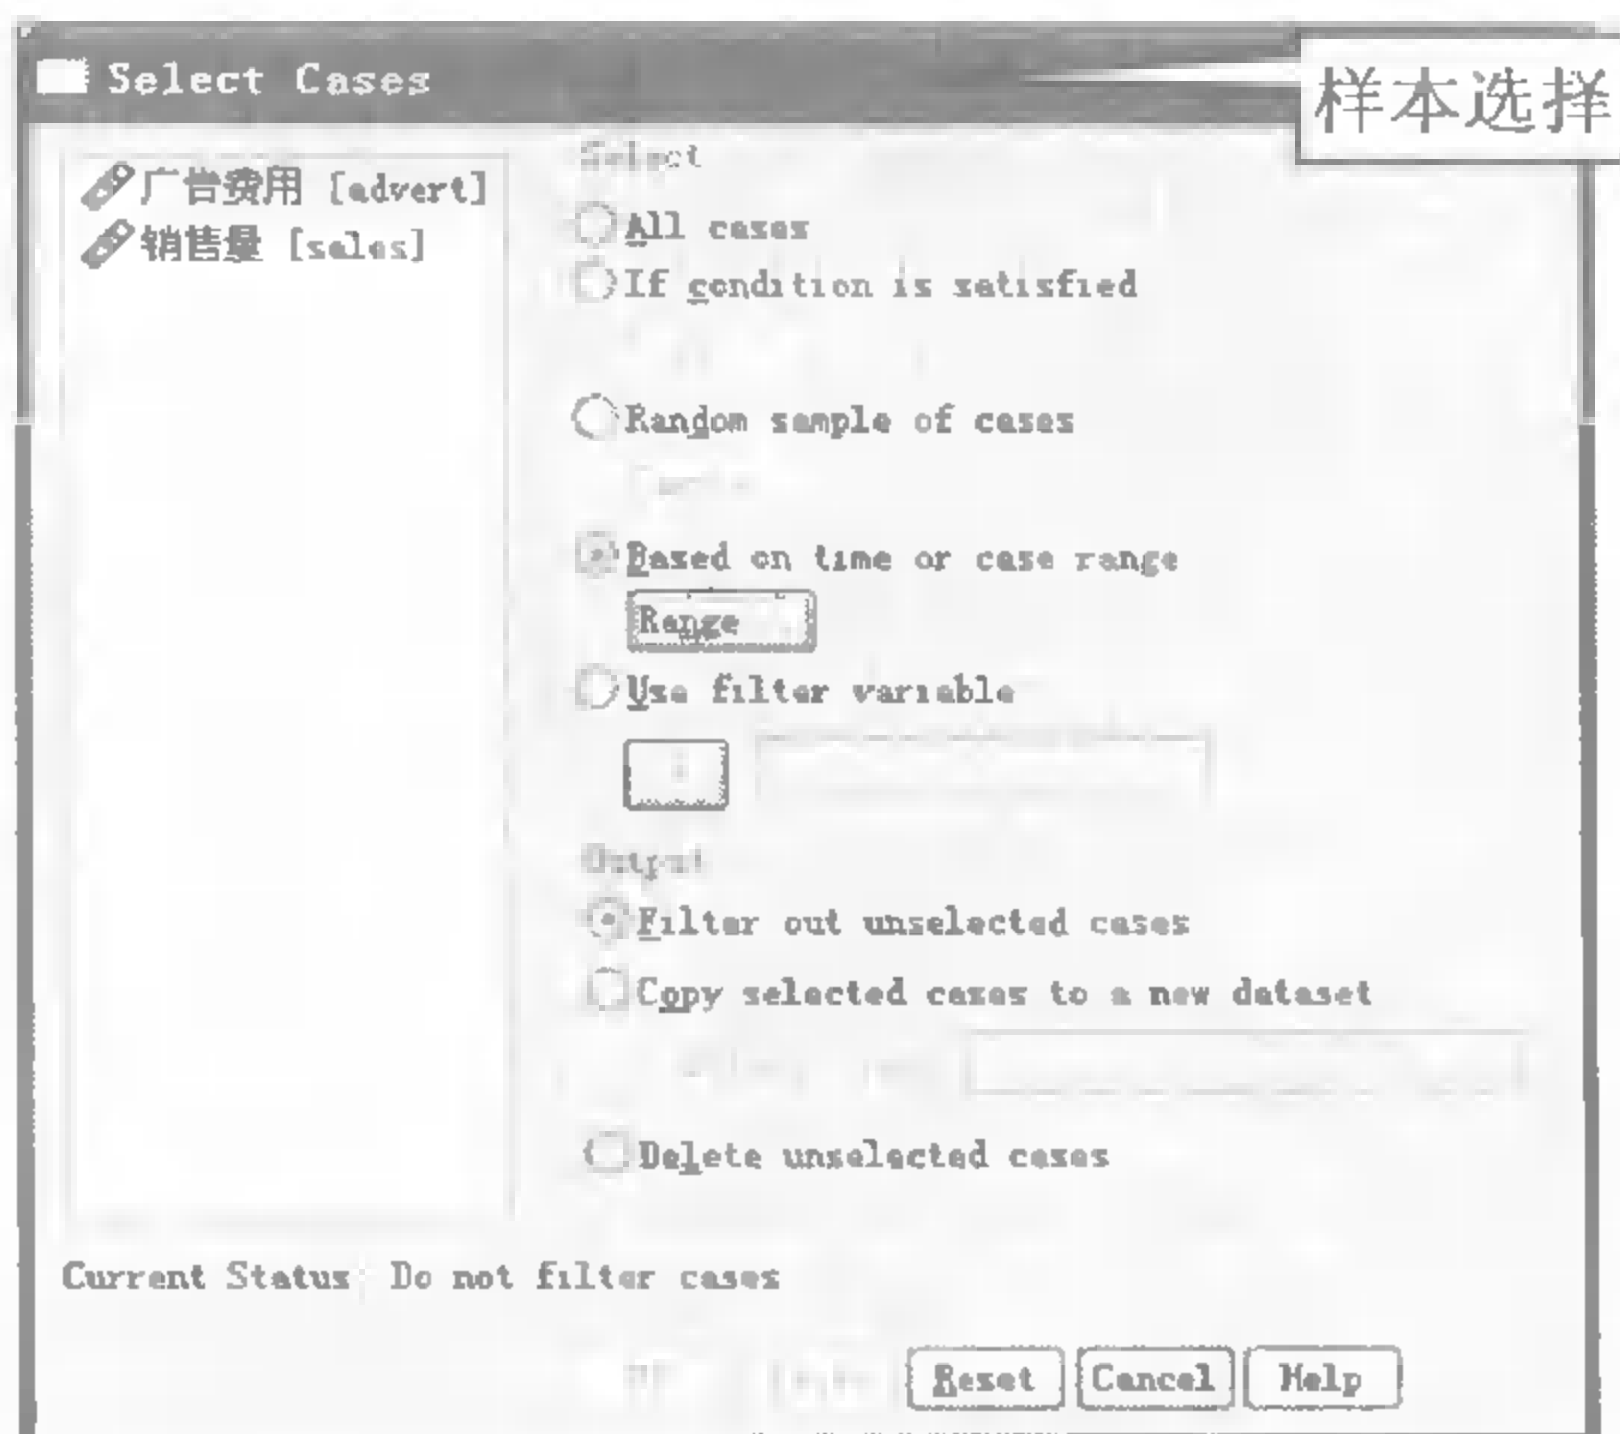 Select Cases
样本选择
广告费用 [advert]
销售量 [sales]
Select
All cases
If condition is satisfied
Random sample of cases
Based on time or case range
Range
Use filter variable
Output
Filter out unselected cases
Copy selected cases to a new dataset
Delete unselected cases
Current Status Do not filter cases
Reset Cancel Help